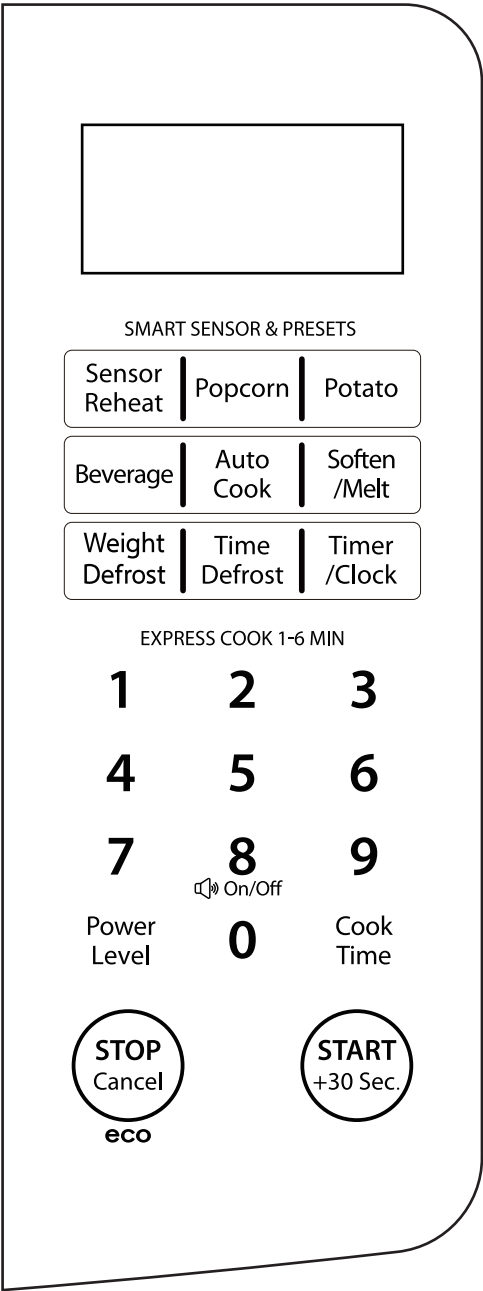 SMART SENSOR & PRESETS
Sensor
Reheat
Popcorn
Potato
Beverage
Auto
Cook
Soften
/Melt
Weight
Defrost
Time
Defrost
Timer
/Clock
EXPRESS COOK 1-6 MIN
1 2 3
4 5 6
7 8 9
On/Off
Power
Level
0
Cook
Time
STOP
Cancel
eco
START
+30 Sec.